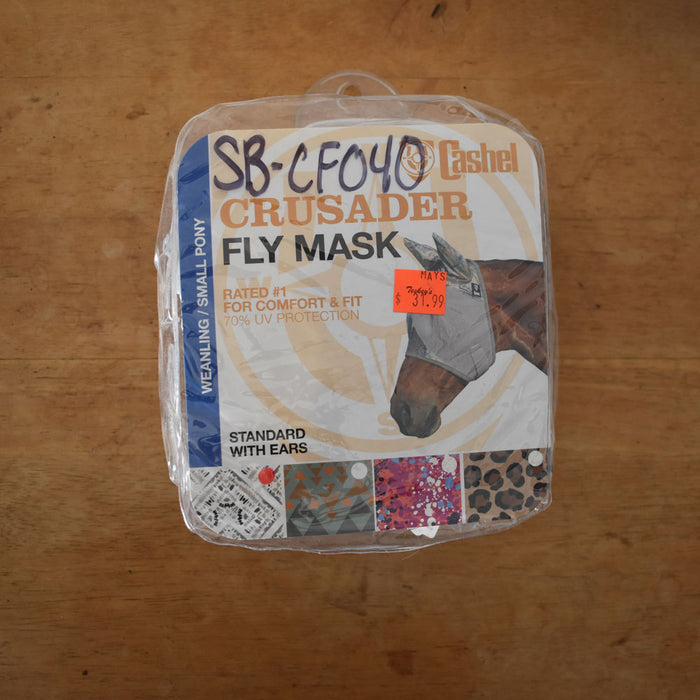 SB-CF040
Cashel
CRUSADER
FLY MASK
MAYS
$ 31.99
RATED #1
FOR COMFORT & FIT
70% UV PROTECTION
WEANLING / SMALL PONY
STANDARD
WITH EARS